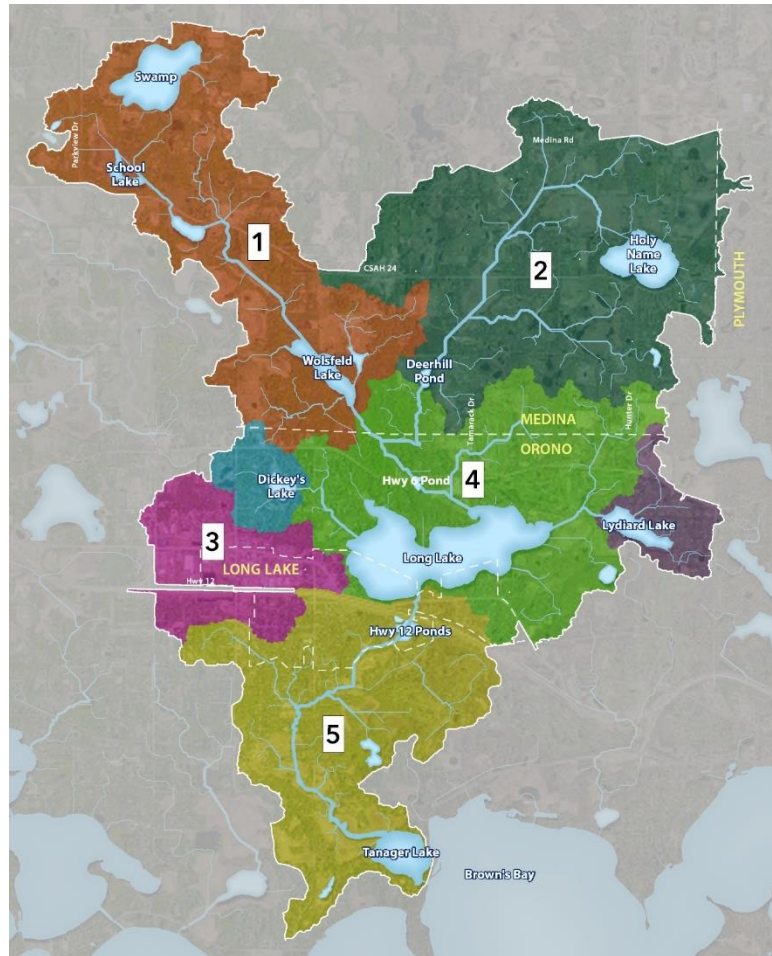 Swamp
Parkview Dr
School
Lake
Medina Rd
1
Holy
Name
Lake
2
PLYMOUTH
CSAH 24
Wolsfeld
Lake
Deerhill
Pond
Tamarack Dr
Hunter Dr
MEDINA
ORONO
Dickey's
Lake
Hwy 6 Pond
4
Lydiard Lake
3
Long Lake
LONG LAKE
Hwy 12
Hwy 12 Ponds
5
Tanager Lake
Brown's Bay